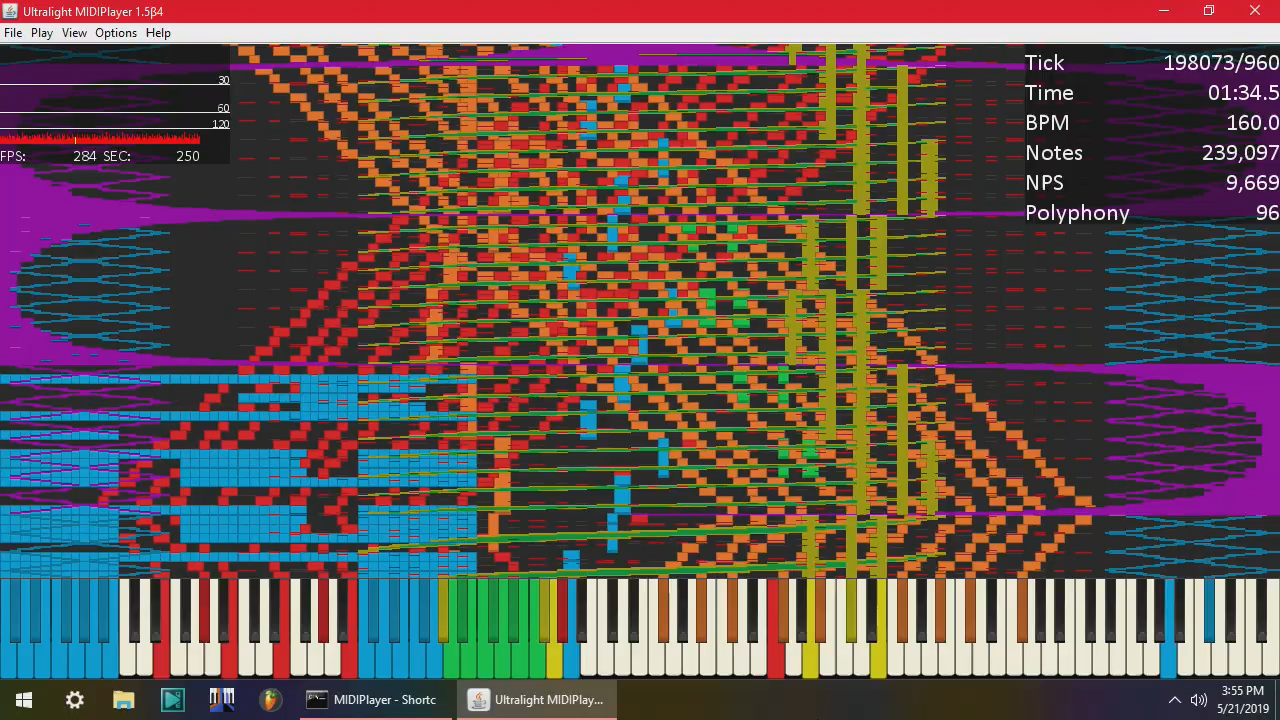 Ultralight MIDIPlayer 1.5β4
File Play View Options Help
30
60
120
FPS: 284 SEC: 250
Tick 198073/960
Time 01:34.5
BPM 160.0
Notes 239,097
NPS 9,669
Polyphony 96
MIDIPlayer - Shortc
Ultralight MIDIPlay...
3:55 PM
5/21/2019